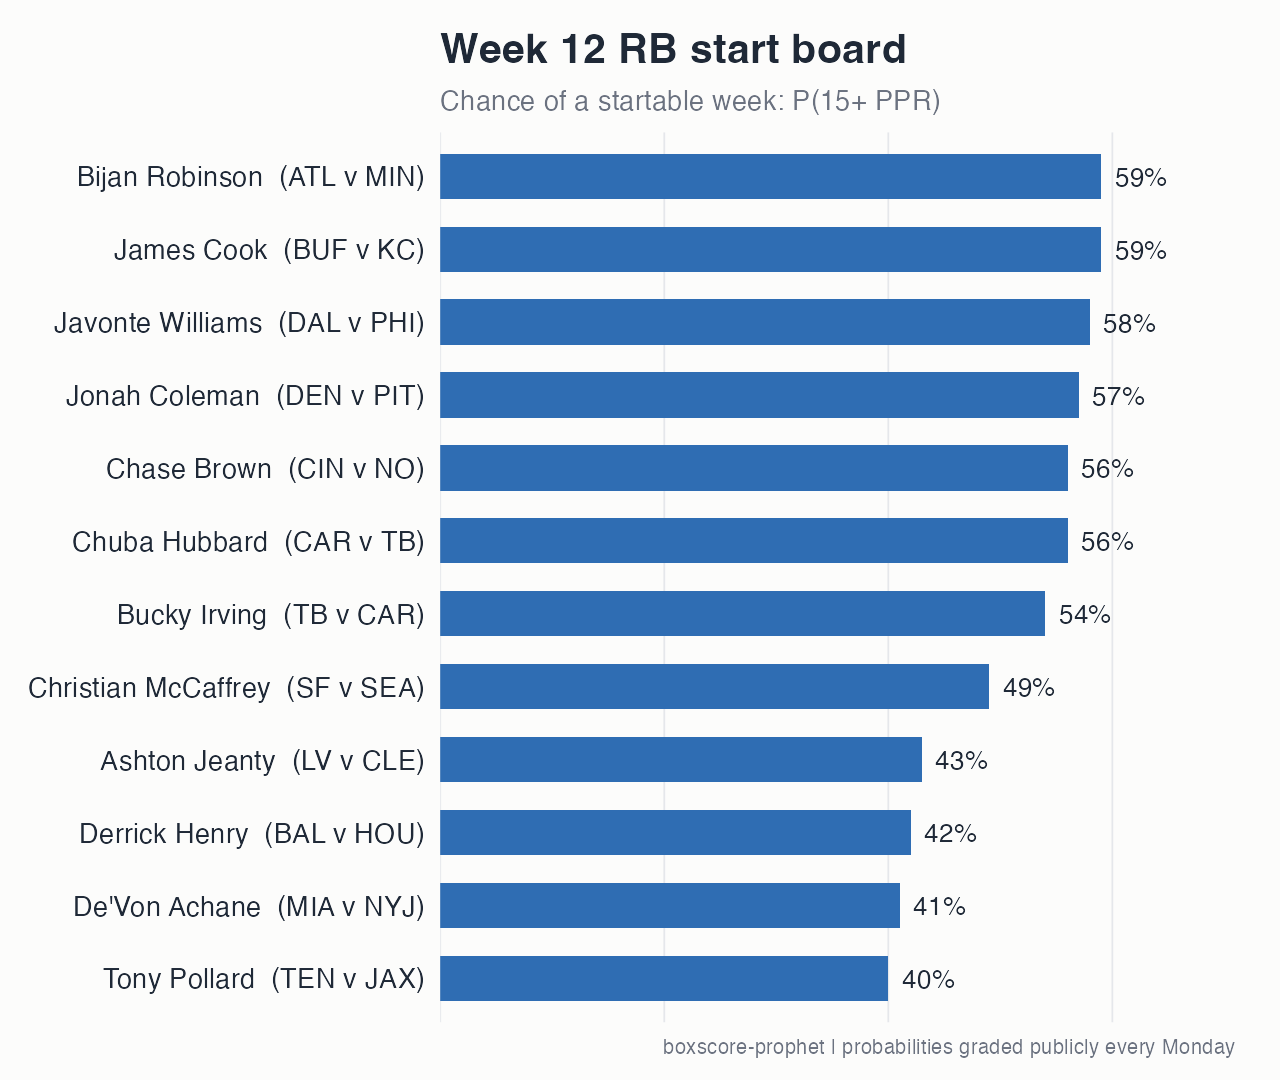 Week 12 RB start board
Chance of a startable week: P(15+ PPR)
Bijan Robinson (ATL v MIN) 59%
James Cook (BUF v KC) 59%
Javonte Williams (DAL v PHI) 58%
Jonah Coleman (DEN v PIT) 57%
Chase Brown (CIN v NO) 56%
Chuba Hubbard (CAR v TB) 56%
Bucky Irving (TB v CAR) 54%
Christian McCaffrey (SF v SEA) 49%
Ashton Jeanty (LV v CLE) 43%
Derrick Henry (BAL v HOU) 42%
De'Von Achane (MIA v NYJ) 41%
Tony Pollard (TEN v JAX) 40%
boxscore-prophet | probabilities graded publicly every Monday